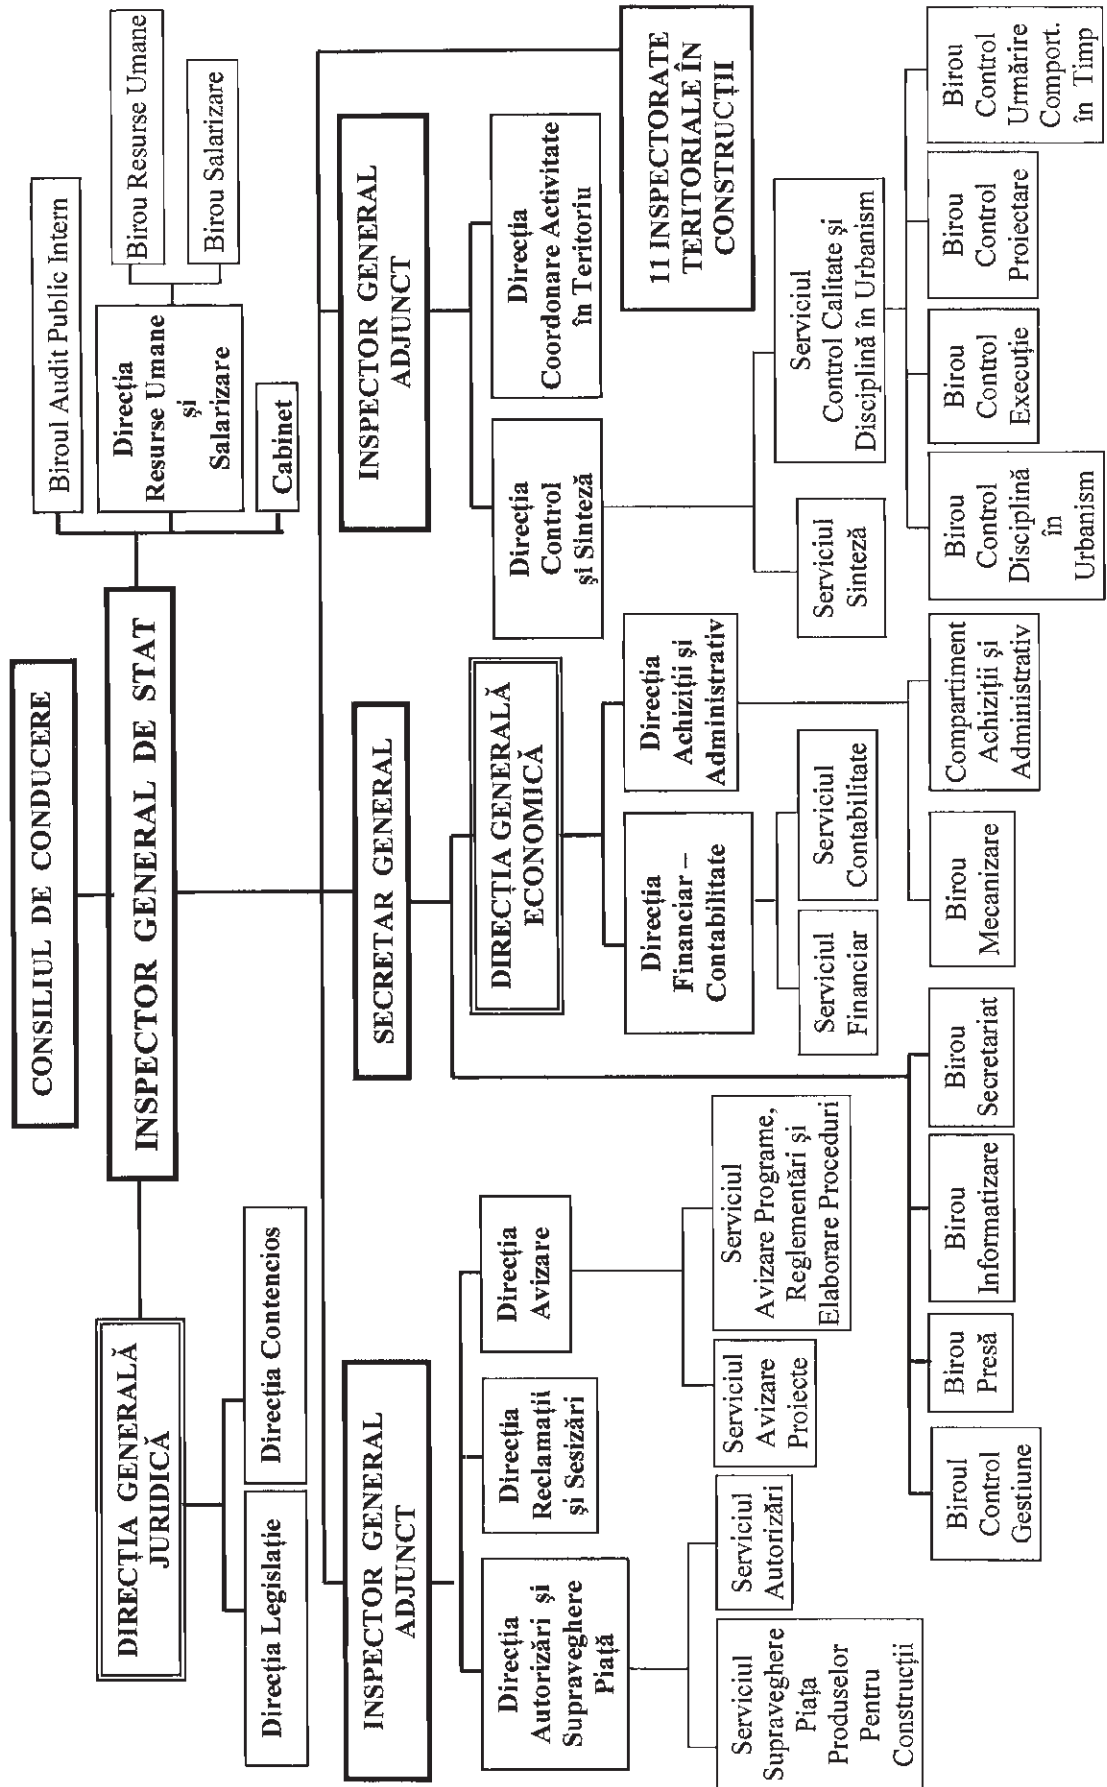 CONSILIUL DE CONDUCERE
INSPECTOR GENERAL DE STAT
DIRECȚIA GENERALĂ
JURIDICĂ
Direcția Legislație
Direcția Contencios
Biroul Audit Public Intern
Direcția
Resurse Umane
și
Salarizare
Cabinet
Birou Resurse Umane
Birou Salarizare
INSPECTOR GENERAL
ADJUNCT
SECRETAR GENERAL
INSPECTOR GENERAL
ADJUNCT
Direcția
Autorizări și
Supraveghere
Piață
Direcția
Reclamații
și Sesizări
Direcția
Avizare
DIRECȚIA GENERALĂ
ECONOMICĂ
Direcția
Control
și Sinteză
Direcția
Coordonare Activitate
în Teritoriu
11 INSPECTORATE
TERITORIALE ÎN
CONSTRUCȚII
Direcția
Financiar –
Contabilitate
Direcția
Achiziții și
Administrativ
Serviciul
Supraveghere
Piața
Produselor
Pentru
Construcții
Serviciul
Autorizări
Serviciul
Avizare
Proiecte
Serviciul
Avizare Programe,
Reglementări și
Elaborare Proceduri
Serviciul
Financiar
Serviciul
Contabilitate
Serviciul
Sinteză
Serviciul
Control Calitate și
Disciplină în Urbanism
Biroul
Control
Gestiune
Birou
Presă
Birou
Informatizare
Birou
Secretariat
Birou
Mecanizare
Compartiment
Achiziții și
Administrativ
Birou
Control
Disciplină
în
Urbanism
Birou
Control
Execuție
Birou
Control
Proiectare
Birou
Control
Urmărire
Comport.
în Timp